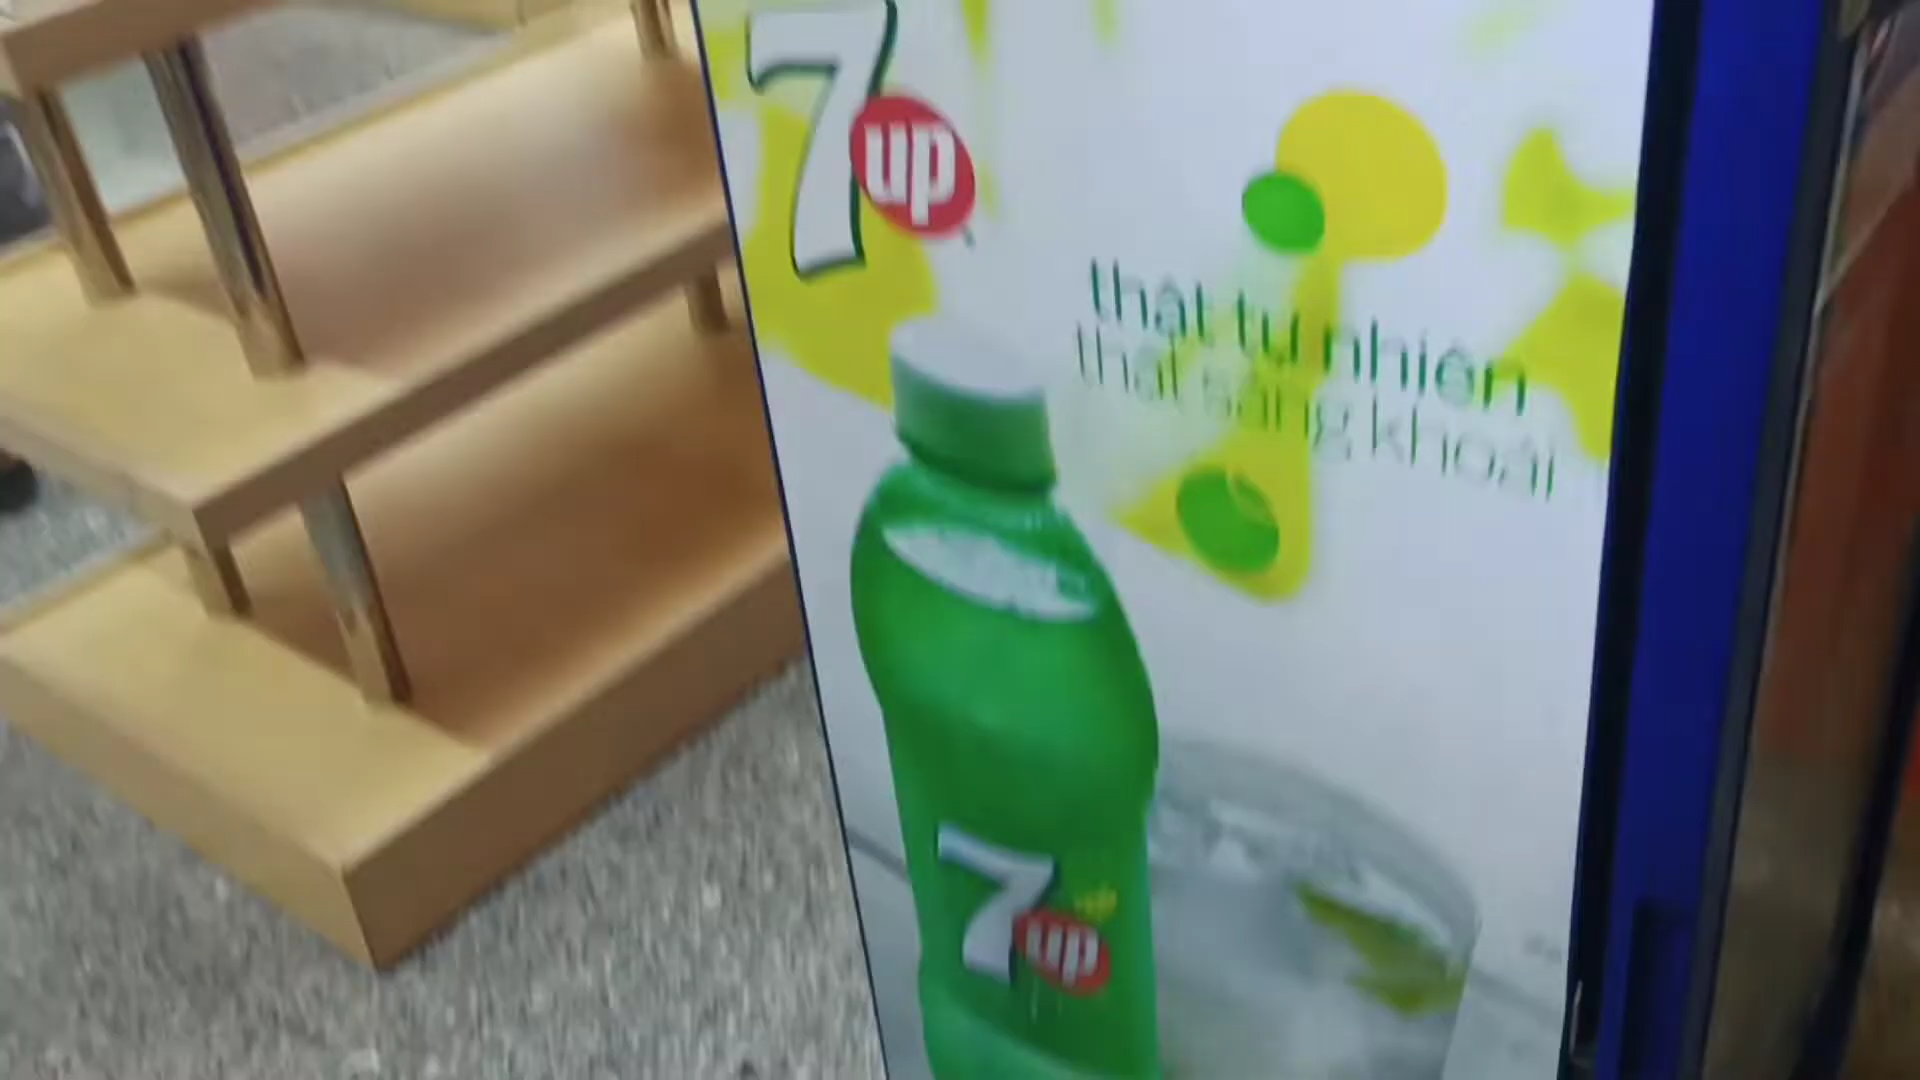 7up
thật tự nhiên
thật sảng khoái
7up